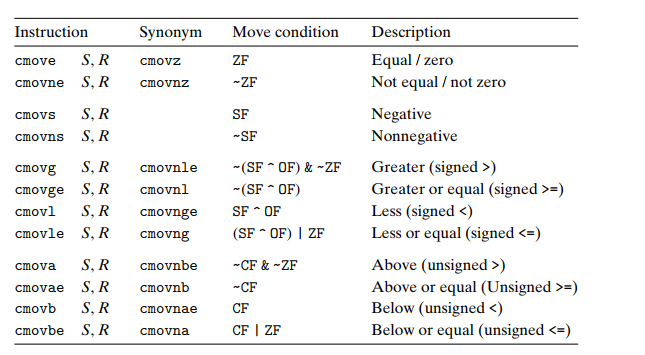 Instruction Synonym Move condition Description
cmove S, R cmovz ZF Equal / zero
cmovne S, R cmovnz ~ZF Not equal / not zero
cmovs S, R SF Negative
cmovns S, R ~SF Nonnegative
cmovg S, R cmovnle ~(SF ^ OF) & ~ZF Greater (signed >)
cmovge S, R cmovnl ~(SF ^ OF) Greater or equal (signed >=)
cmovl S, R cmovnge SF ^ OF Less (signed <)
cmovle S, R cmovng (SF ^ OF) | ZF Less or equal (signed <=)
cmova S, R cmovnbe ~CF & ~ZF Above (unsigned >)
cmovae S, R cmovnb ~CF Above or equal (Unsigned >=)
cmovb S, R cmovnae CF Below (unsigned <)
cmovbe S, R cmovna CF | ZF Below or equal (unsigned <=)